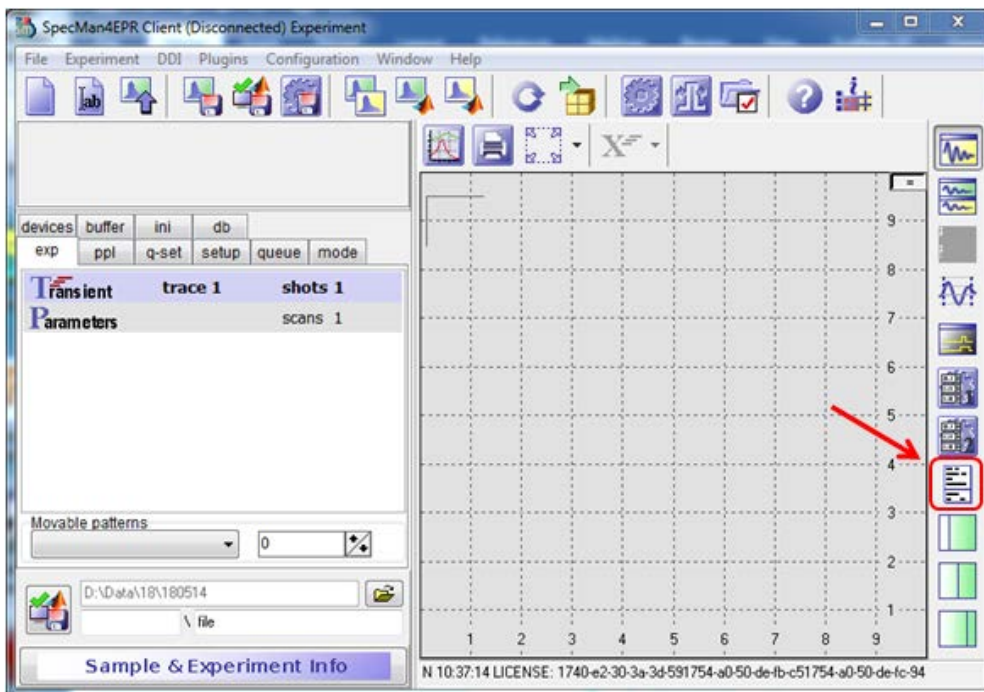 SpecMan4EPR Client (Disconnected) Experiment
File Experiment DDI Plugins Configuration Window Help
devices buffer ini db
exp ppl q-set setup queue mode
Transient trace 1 shots 1
Parameters scans 1
Movable patterns
0
D:\Data\18\180514
\ file
Sample & Experiment Info
9
8
7
6
5
4
3
2
1
1 2 3 4 5 6 7 8 9
N 10:37:14 LICENSE: 1740-e2-30-3a-3d-591754-a0-50-de-fb-c51754-a0-50-de-fc-94